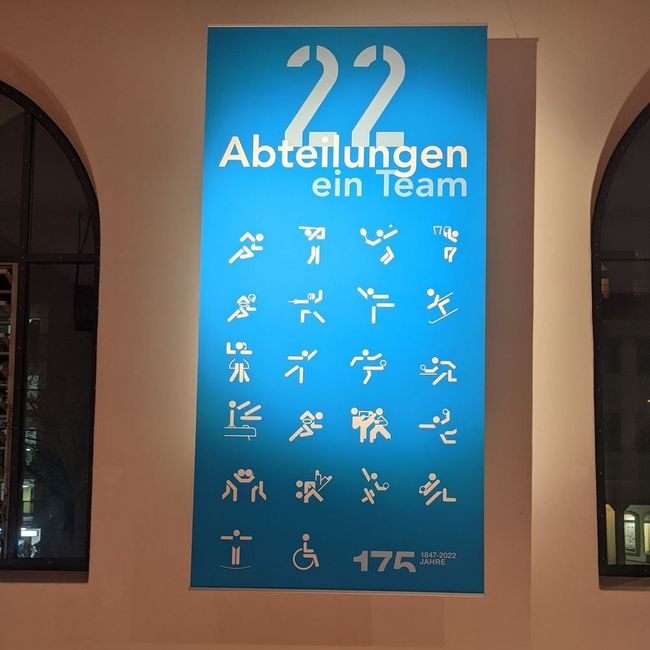 22
Abteilungen
ein Team
175 1847-2022
JAHRE